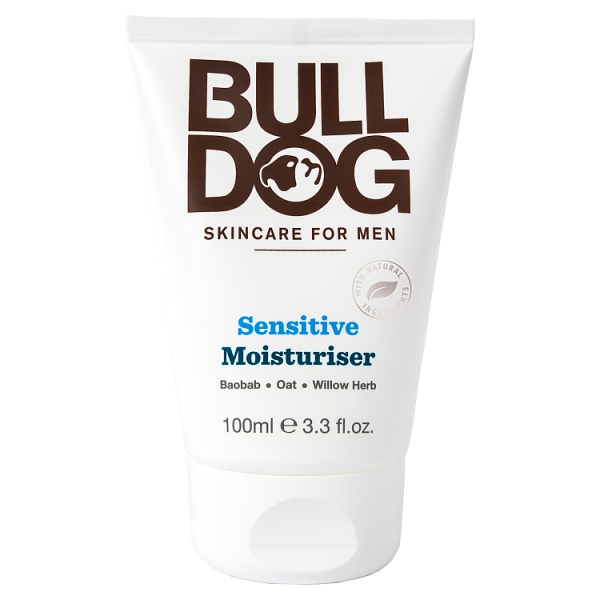 BULL
DOG
SKINCARE FOR MEN
WITH NATURAL
INGREDIENTS
Sensitive
Moisturiser
Baobab • Oat • Willow Herb
100ml ℮ 3.3 fl.oz.